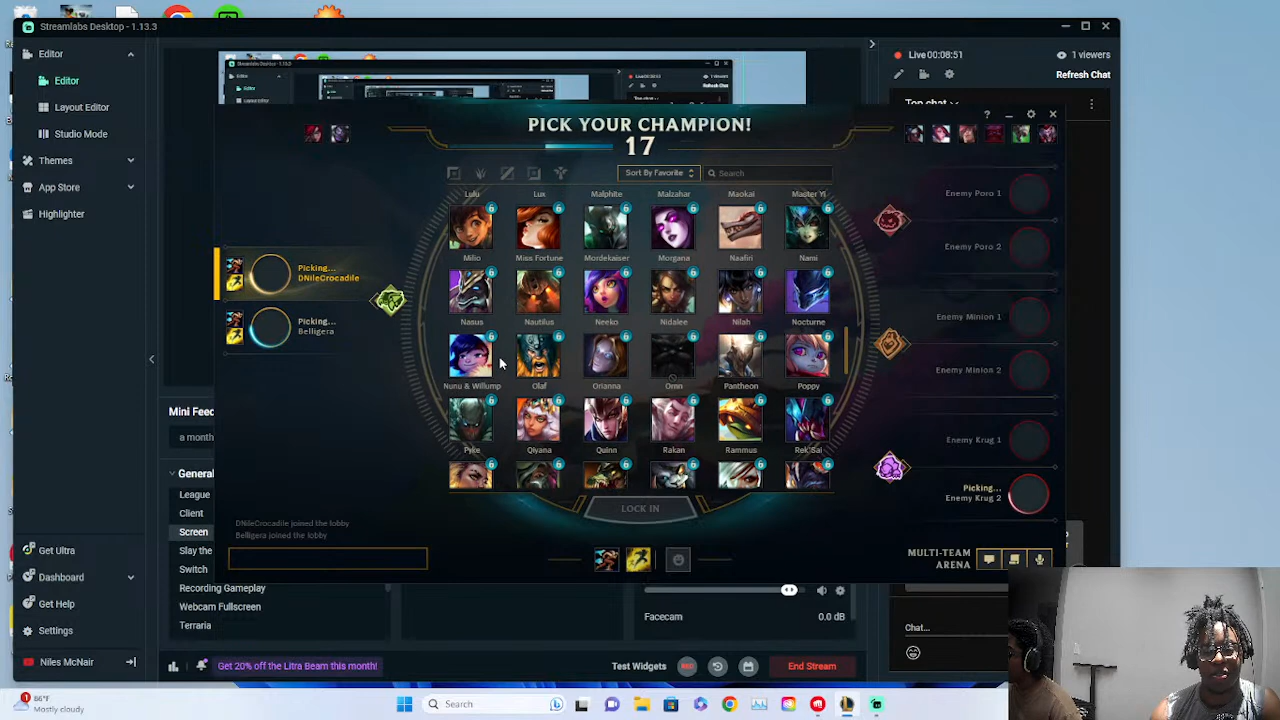 Streamlabs Desktop - 1.13.3
Editor
Editor
Layout Editor
Studio Mode
Themes
App Store
Highlighter
Live 00:08:51
1 viewers
Refresh Chat
Top chat
PICK YOUR CHAMPION!
17
Sort By Favorite
Search
Lulu
Lux
Malphite
Malzahar
Maokai
Master Yi
Milio
Miss Fortune
Mordekaiser
Morgana
Naafiri
Nami
Nasus
Nautilus
Neeko
Nidalee
Nilah
Nocturne
Nunu & Willump
Olaf
Orianna
Ornn
Pantheon
Poppy
Pyke
Qiyana
Quinn
Rakan
Rammus
Rek'Sai
LOCK IN
Picking...
DNileCrocadile
Picking...
Belligera
Enemy Poro 1
Enemy Poro 2
Enemy Minion 1
Enemy Minion 2
Enemy Krug 1
Picking...
Enemy Krug 2
DNileCrocadile joined the lobby
Belligera joined the lobby
MULTI-TEAM
ARENA
Mini Feed
a month
General
League
Client
Screen
Slay the
Switch
Recording Gameplay
Webcam Fullscreen
Terraria
Facecam
0.0 dB
Chat...
Get Ultra
Dashboard
Get Help
Settings
Niles McNair
Get 20% off the Litra Beam this month!
Test Widgets
REC
End Stream
1
86°F
Mostly cloudy
Search